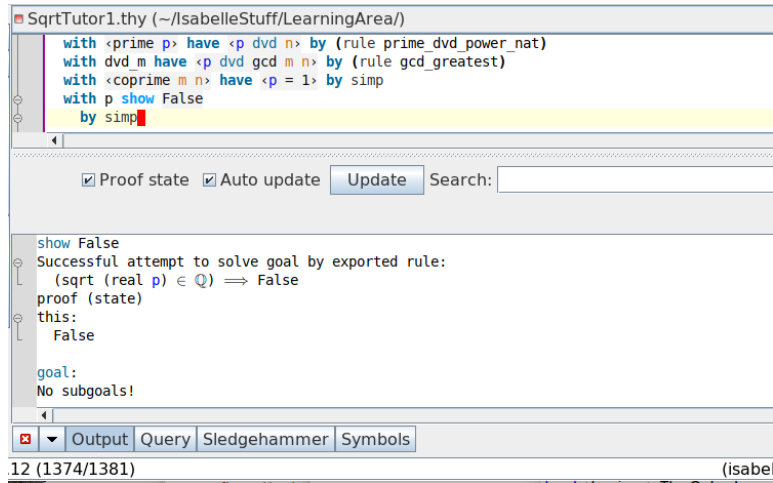 SqrtTutor1.thy (~/IsabelleStuff/LearningArea/)
with ‹prime p› have ‹p dvd n› by (rule prime_dvd_power_nat)
with dvd_m have ‹p dvd gcd m n› by (rule gcd_greatest)
with ‹coprime m n› have ‹p = 1› by simp
with p show False
by simp
Proof state Auto update Update Search:
show False
Successful attempt to solve goal by exported rule:
(sqrt (real p) ∈ ℚ) ⟹ False
proof (state)
this:
False
goal:
No subgoals!
Output Query Sledgehammer Symbols
.12 (1374/1381) (isabel